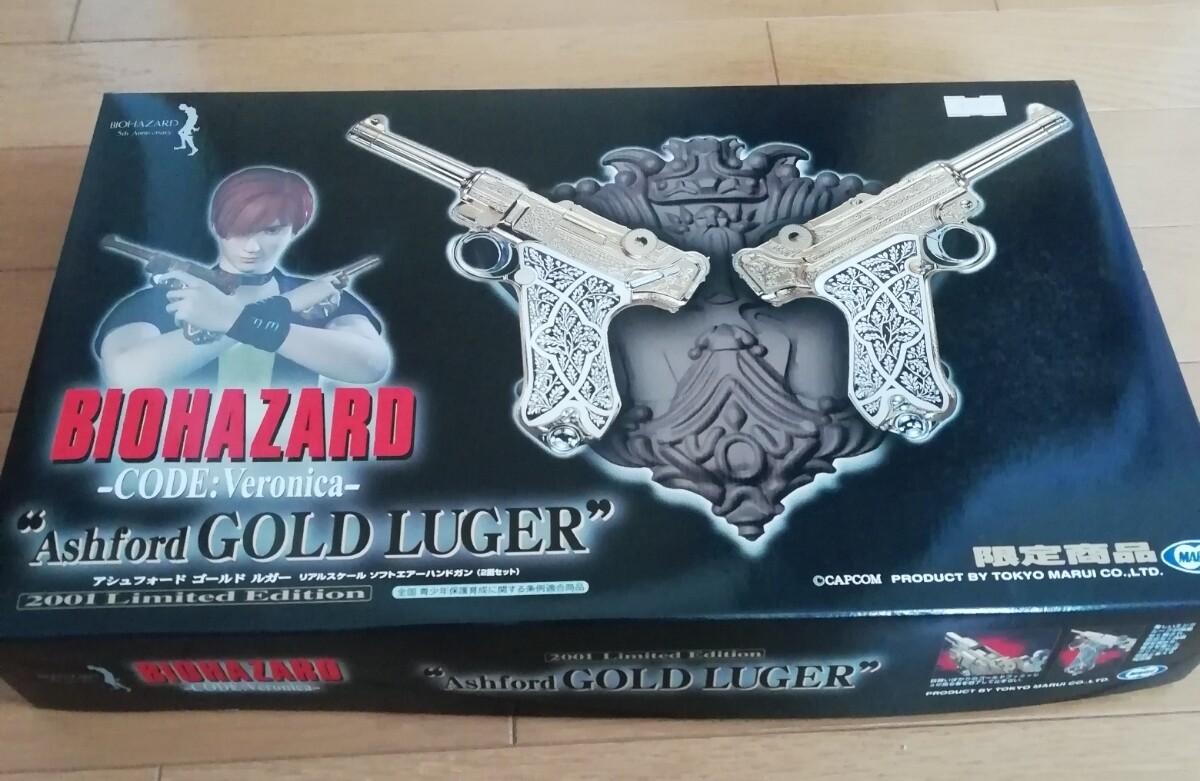 BIOHAZARD
5th Anniversary
BIOHAZARD
-CODE:Veronica-
“Ashford GOLD LUGER”
アシュフォード ゴールド ルガー リアルスケール ソフトエアーハンドガン（2挺セット）
2001 Limited Edition
全国 青少年保護育成に関する条例適合商品
限定商品
MAR
©CAPCOM PRODUCT BY TOKYO MARUI CO.,LTD.
BIOHAZARD
-CODE:Veronica-
2001 Limited Edition
“Ashford GOLD LUGER”
PRODUCT BY TOKYO MARUI CO.,LTD.